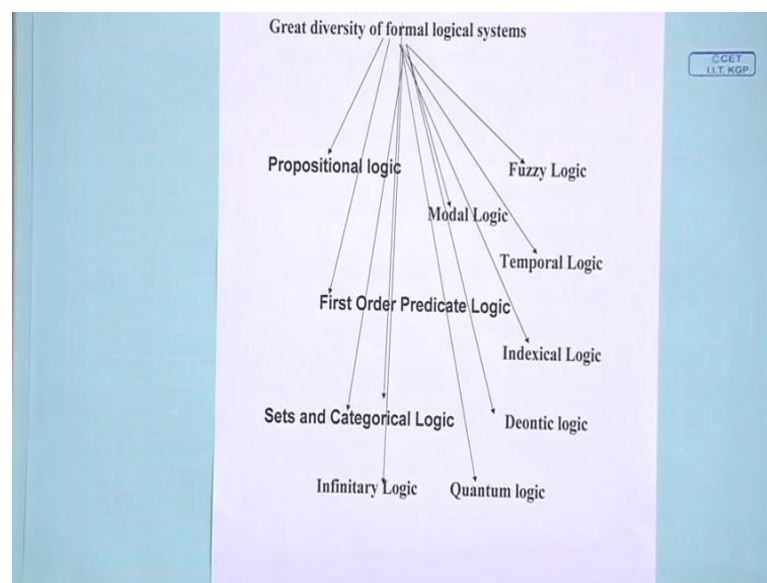 Great diversity of formal logical systems
CCET
I.I.T. KGP
Propositional logic
Fuzzy Logic
Modal Logic
Temporal Logic
First Order Predicate Logic
Indexical Logic
Sets and Categorical Logic
Deontic logic
Infinitary Logic
Quantum logic